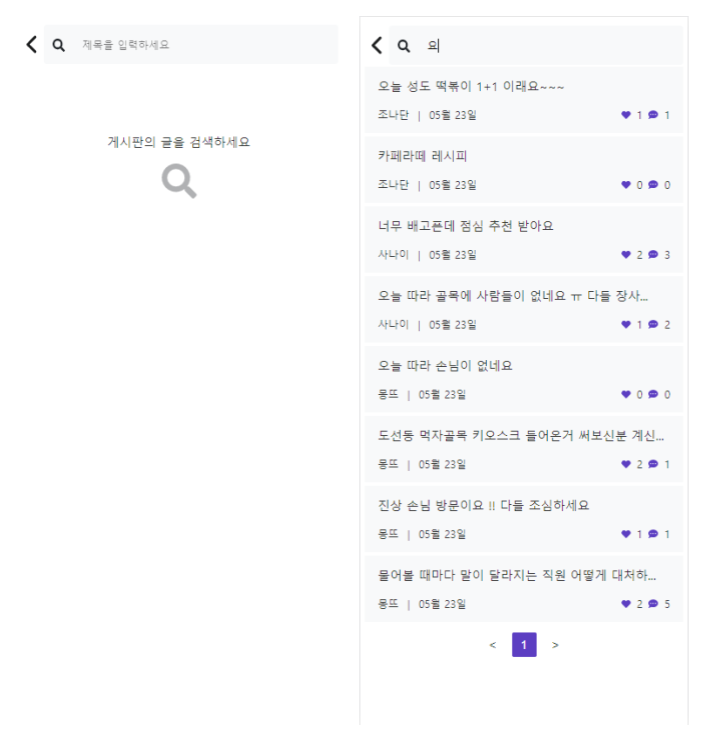 제목을 입력하세요
게시판의 글을 검색하세요
의
오늘 성도 떡볶이 1+1 이래요~~~
조나단 | 05월 23일 1 1
카페라떼 레시피
조나단 | 05월 23일 0 0
너무 배고픈데 점심 추천 받아요
사나이 | 05월 23일 2 3
오늘 따라 골목에 사람들이 없네요 ㅠ 다들 장사...
사나이 | 05월 23일 1 2
오늘 따라 손님이 없네요
뭉뜨 | 05월 23일 0 0
도선동 먹자골목 키오스크 들어온거 써보신분 계신...
뭉뜨 | 05월 23일 2 1
진상 손님 방문이요 !! 다들 조심하세요
뭉뜨 | 05월 23일 1 1
물어볼 때마다 말이 달라지는 직원 어떻게 대처하...
뭉뜨 | 05월 23일 2 5
< 1 >